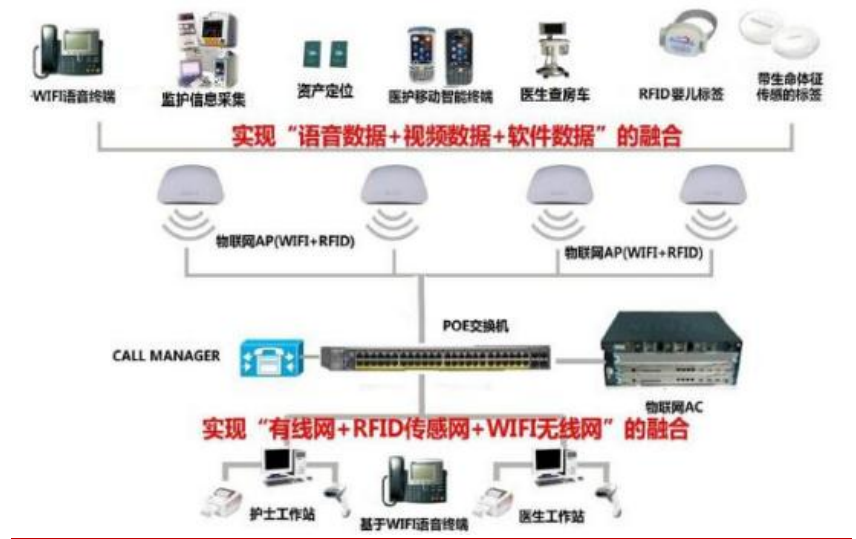 -WIFI语音终端
监护信息采集
资产定位
医护移动智能终端
医生查房车
RFID婴儿标签
带生命体征
传感的标签
实现“语音数据+视频数据+软件数据”的融合
物联网AP(WIFI+RFID)
物联网AP(WIFI+RFID)
POE交换机
CALL MANAGER
物联网AC
实现“有线网+RFID传感网+WIFI无线网”的融合
护士工作站
基于WIFI语音终端
医生工作站